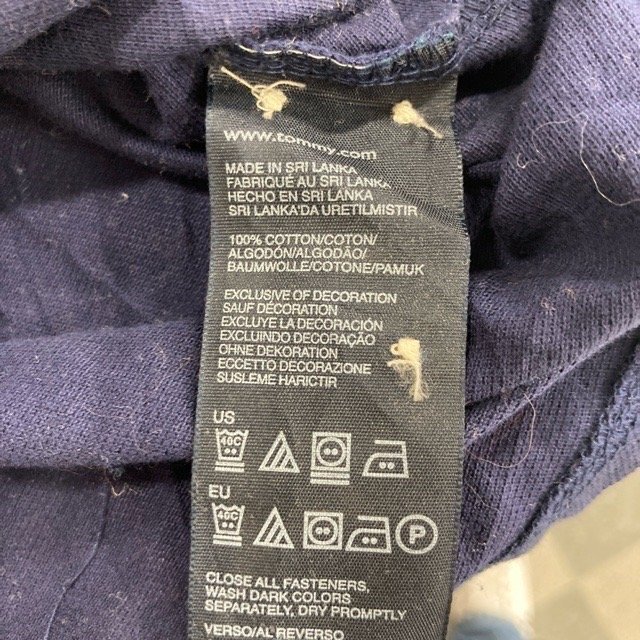 www.tommy.com
MADE IN SRI LANKA
FABRIQUÉ AU SRI LANKA
HECHO EN SRI LANKA
SRI LANKA'DA URETILMISTIR
100% COTTON/COTON/
ALGODÓN/ALGODÃO/
BAUMWOLLE/COTONE/PAMUK
EXCLUSIVE OF DECORATION
SAUF DÉCORATION
EXCLUYE LA DECORACIÓN
EXCLUINDO DECORAÇÃO
OHNE DEKORATION
ECCETTO DECORAZIONE
SUSLEME HARICTIR
US
40C
EU
40C
P
CLOSE ALL FASTENERS,
WASH DARK COLORS
SEPARATELY, DRY PROMPTLY
VERSO/AL REVERSO